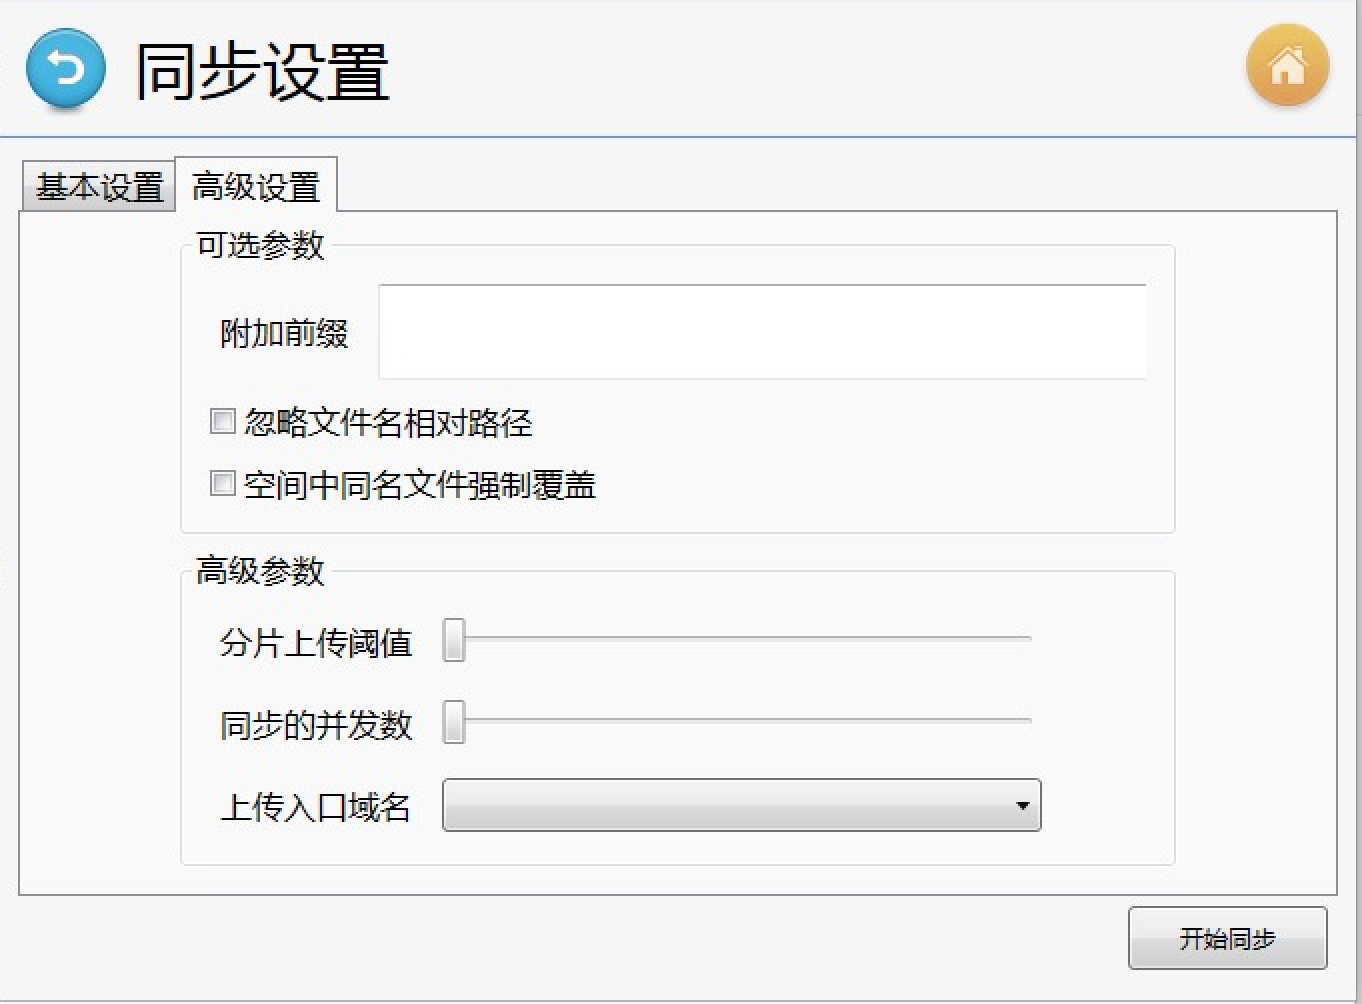 同步设置
基本设置 高级设置
可选参数
附加前缀
忽略文件名相对路径
空间中同名文件强制覆盖
高级参数
分片上传阈值
同步的并发数
上传入口域名
开始同步